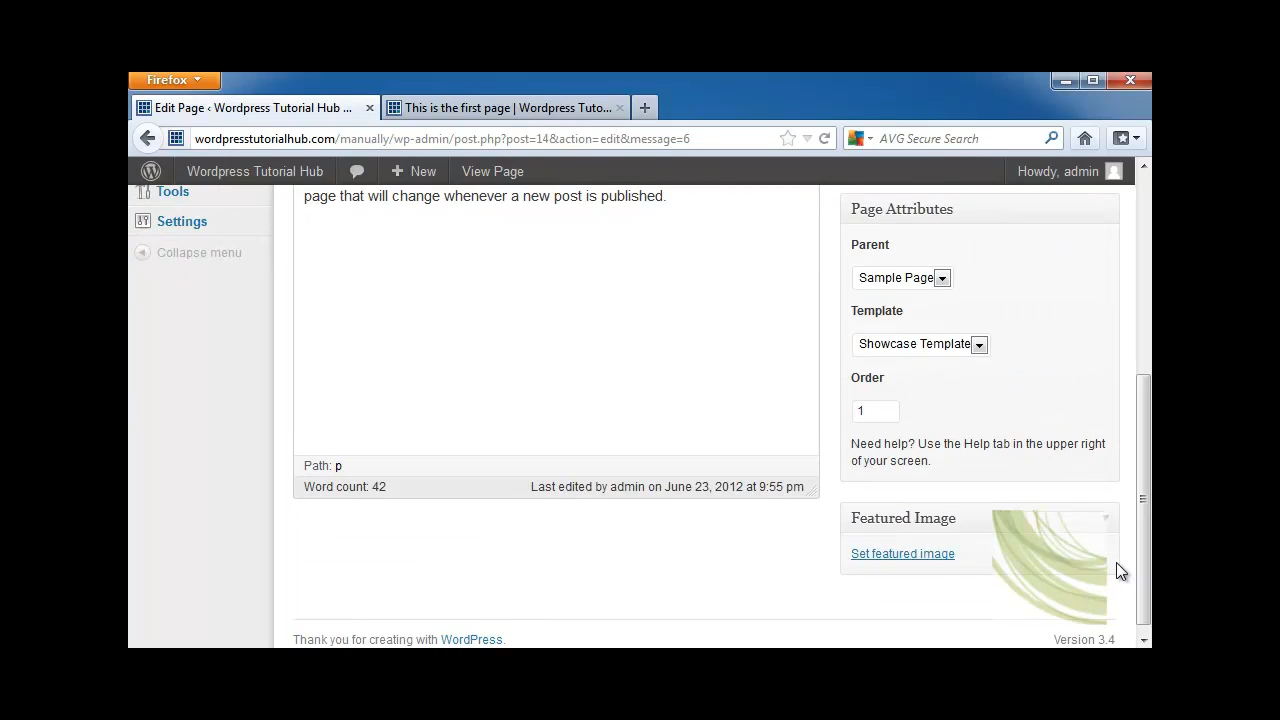 Firefox
Edit Page ‹ Wordpress Tutorial Hub ...
This is the first page | Wordpress Tuto...
wordpresstutorialhub.com/manually/wp-admin/post.php?post=14&action=edit&message=6
AVG Secure Search
Wordpress Tutorial Hub
New
View Page
Howdy, admin
Tools
Settings
Collapse menu
page that will change whenever a new post is published.
Path: p
Word count: 42
Last edited by admin on June 23, 2012 at 9:55 pm
Page Attributes
Parent
Sample Page
Template
Showcase Template
Order
1
Need help? Use the Help tab in the upper right
of your screen.
Featured Image
Set featured image
Thank you for creating with WordPress.
Version 3.4